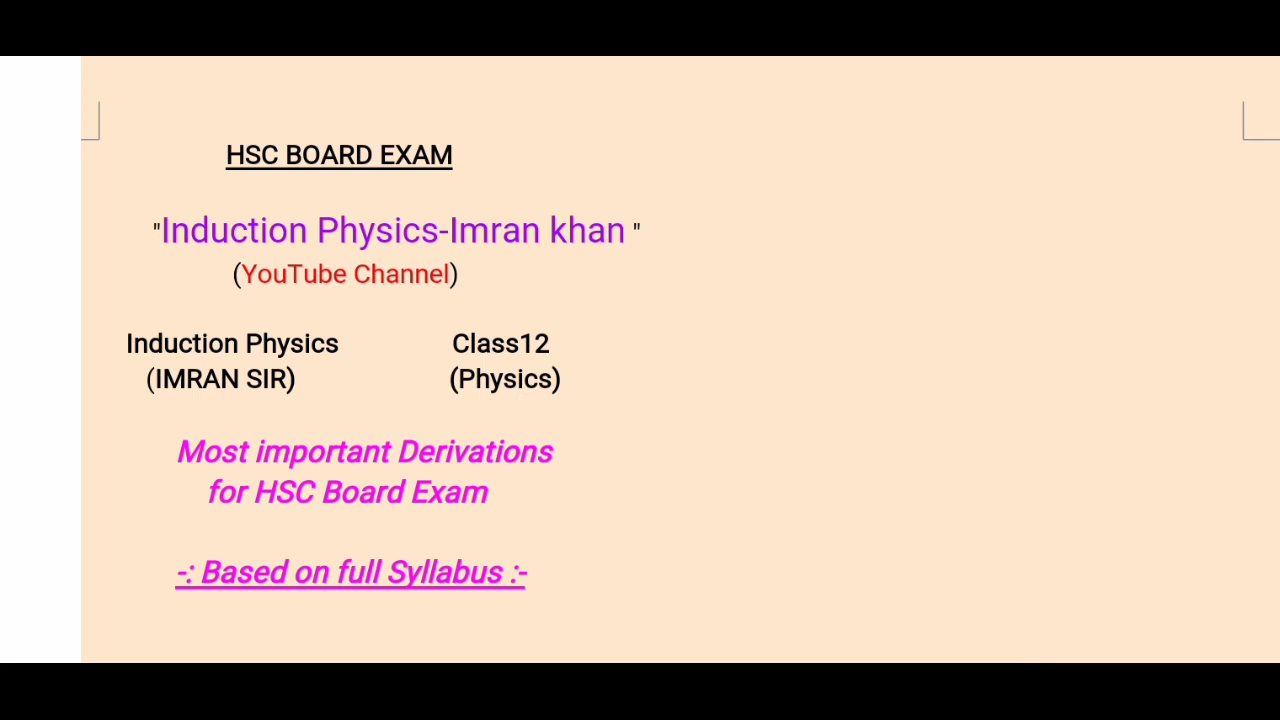 HSC BOARD EXAM
"Induction Physics-Imran khan "
(YouTube Channel)
Induction Physics Class12
(IMRAN SIR) (Physics)
Most important Derivations
for HSC Board Exam
-: Based on full Syllabus :-